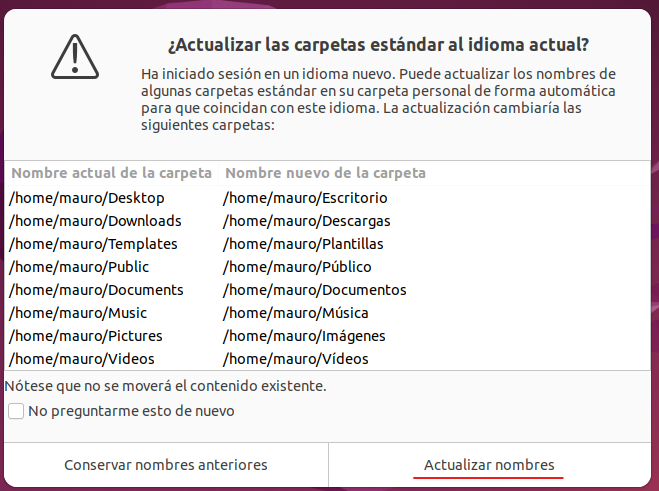 ¿Actualizar las carpetas estándar al idioma actual?
Ha iniciado sesión en un idioma nuevo. Puede actualizar los nombres de
algunas carpetas estándar en su carpeta personal de forma automática
para que coincidan con este idioma. La actualización cambiaría las
siguientes carpetas:
Nombre actual de la carpeta Nombre nuevo de la carpeta
/home/mauro/Desktop /home/mauro/Escritorio
/home/mauro/Downloads /home/mauro/Descargas
/home/mauro/Templates /home/mauro/Plantillas
/home/mauro/Public /home/mauro/Público
/home/mauro/Documents /home/mauro/Documentos
/home/mauro/Music /home/mauro/Música
/home/mauro/Pictures /home/mauro/Imágenes
/home/mauro/Videos /home/mauro/Vídeos
Nótese que no se moverá el contenido existente.
No preguntarme esto de nuevo
Conservar nombres anteriores Actualizar nombres